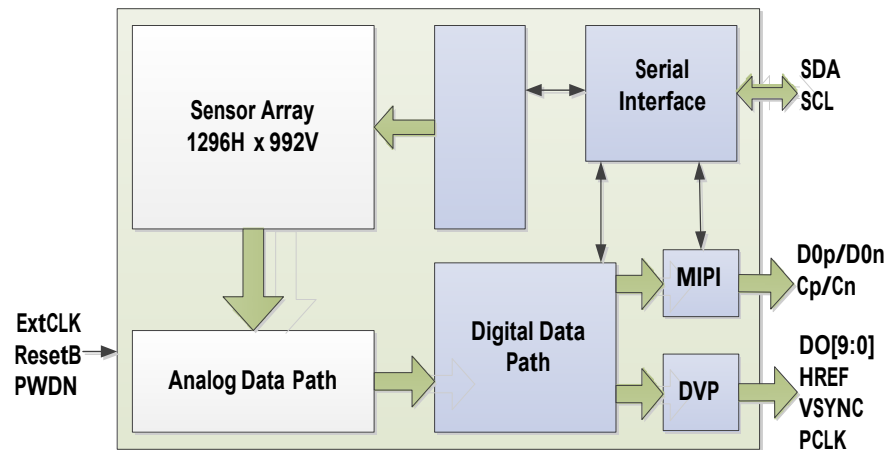 Sensor Array
1296H x 992V
Serial
Interface
SDA
SCL
MIPI
D0p/D0n
Cp/Cn
ExtCLK
ResetB
PWDN
Analog Data Path
Digital Data
Path
DVP
DO[9:0]
HREF
VSYNC
PCLK